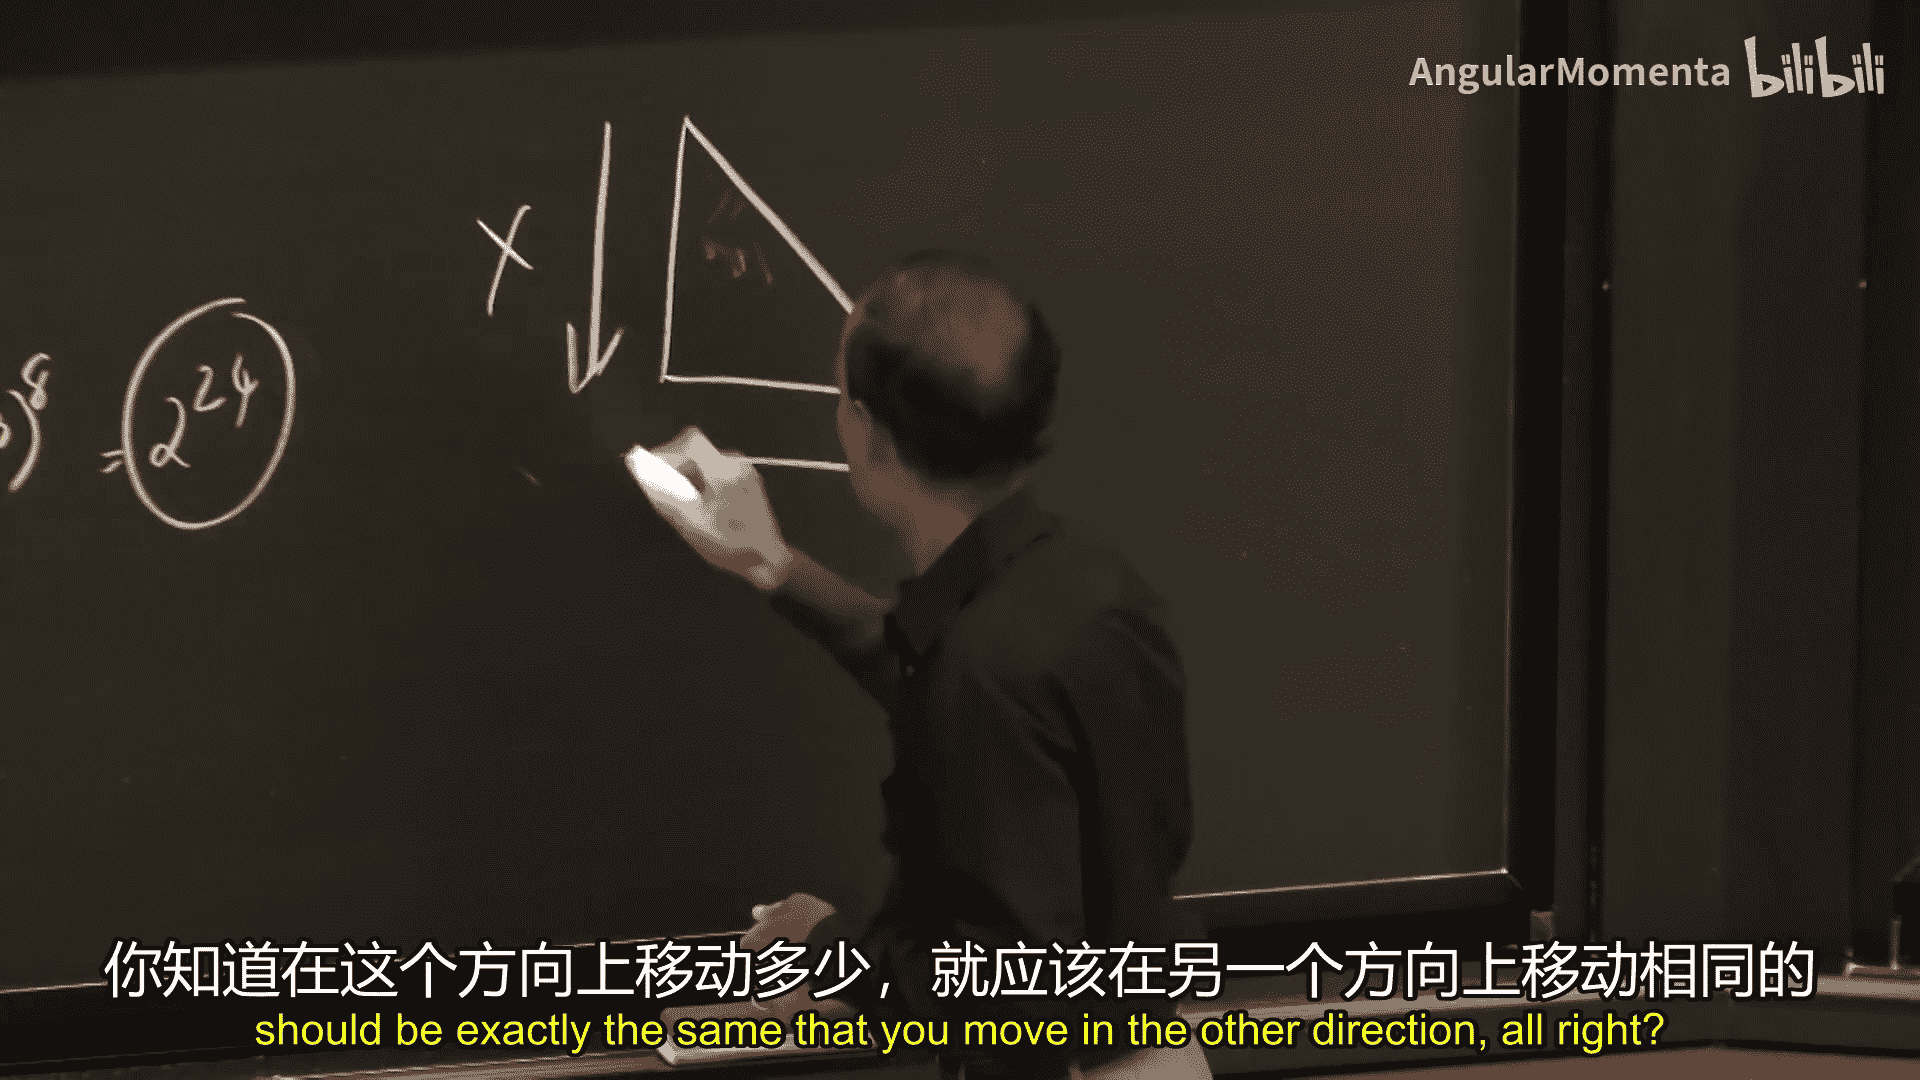 AngularMomenta bilibili
X
)⁸ = 2²⁴
你知道在这个方向上移动多少，就应该在另一个方向上移动相同的
should be exactly the same that you move in the other direction, all right?